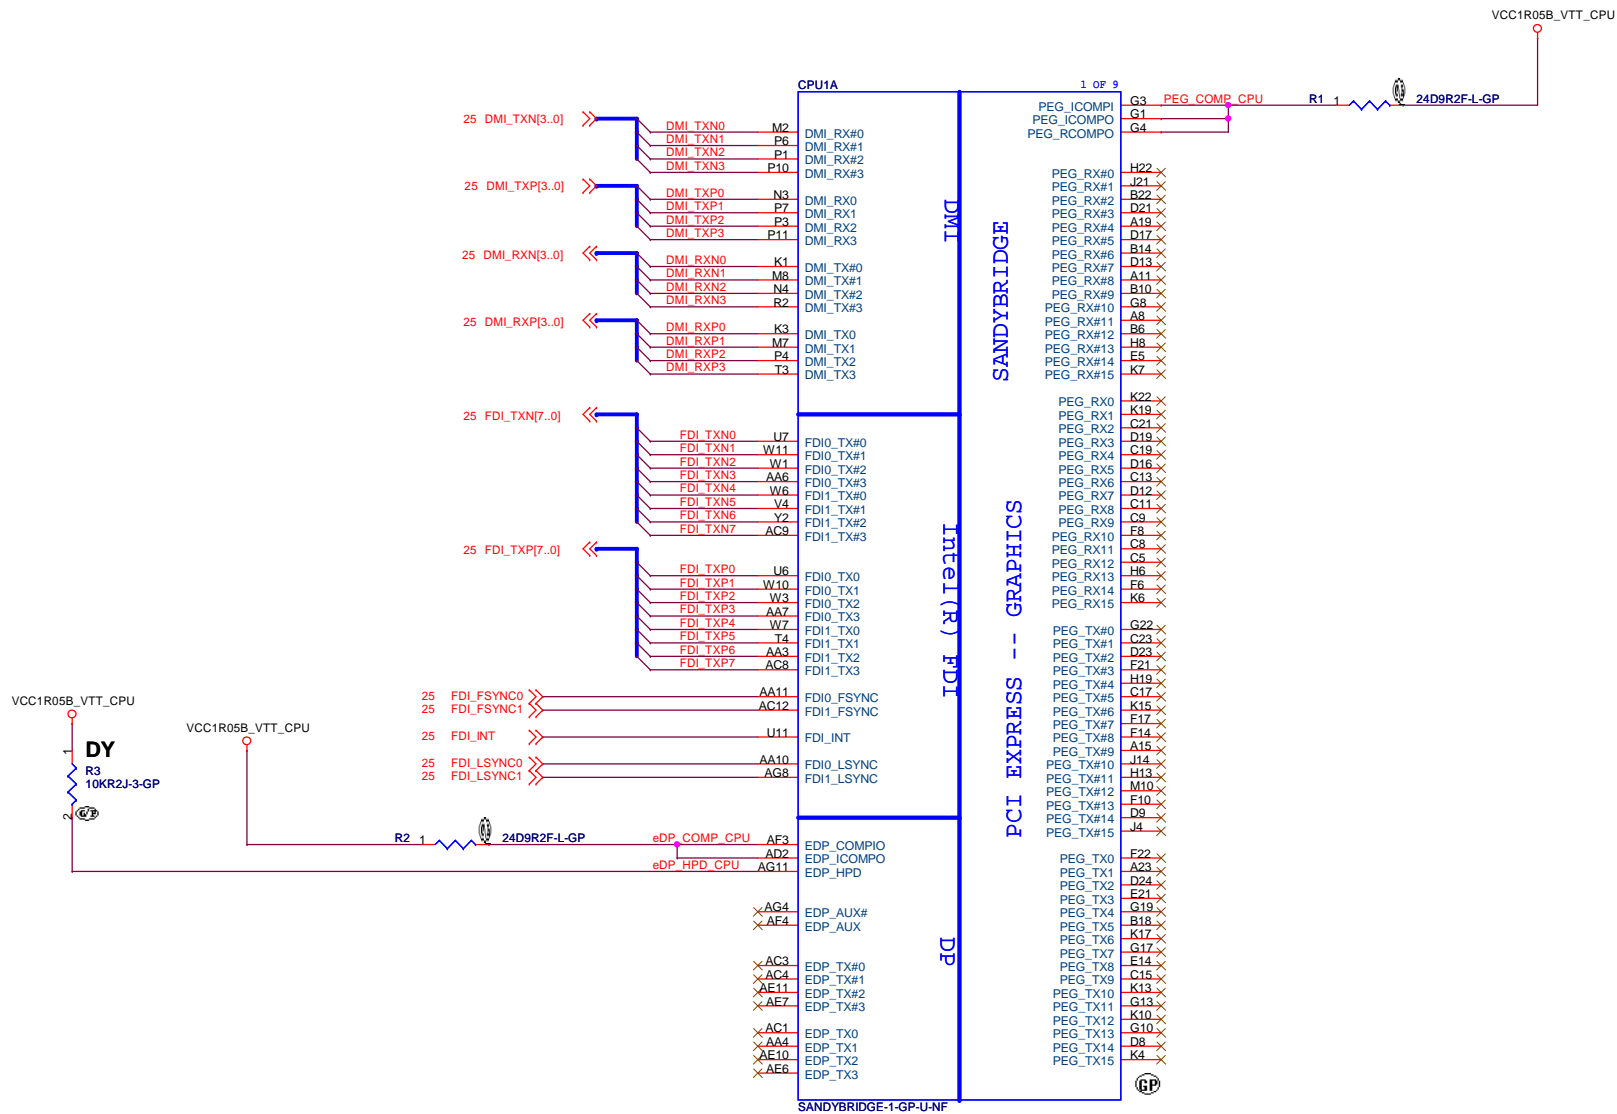 VCC1R05B_VTT_CPU
CPU1A
1 OF 9
25 DMI_TXN[3..0]
DMI_TXN0 M2 DMI_RX#0
DMI_TXN1 P6 DMI_RX#1
DMI_TXN2 P1 DMI_RX#2
DMI_TXN3 P10 DMI_RX#3
25 DMI_TXP[3..0]
DMI_TXP0 N3 DMI_RX0
DMI_TXP1 P7 DMI_RX1
DMI_TXP2 P3 DMI_RX2
DMI_TXP3 P11 DMI_RX3
25 DMI_RXN[3..0]
DMI_RXN0 K1 DMI_TX#0
DMI_RXN1 M8 DMI_TX#1
DMI_RXN2 N4 DMI_TX#2
DMI_RXN3 R2 DMI_TX#3
25 DMI_RXP[3..0]
DMI_RXP0 K3 DMI_TX0
DMI_RXP1 M7 DMI_TX1
DMI_RXP2 P4 DMI_TX2
DMI_RXP3 T3 DMI_TX3
DMI
25 FDI_TXN[7..0]
FDI_TXN0 U7 FDI0_TX#0
FDI_TXN1 W11 FDI0_TX#1
FDI_TXN2 W1 FDI0_TX#2
FDI_TXN3 AA6 FDI0_TX#3
FDI_TXN4 W6 FDI1_TX#0
FDI_TXN5 V4 FDI1_TX#1
FDI_TXN6 Y2 FDI1_TX#2
FDI_TXN7 AC9 FDI1_TX#3
25 FDI_TXP[7..0]
FDI_TXP0 U6 FDI0_TX0
FDI_TXP1 W10 FDI0_TX1
FDI_TXP2 W3 FDI0_TX2
FDI_TXP3 AA7 FDI0_TX3
FDI_TXP4 W7 FDI1_TX0
FDI_TXP5 T4 FDI1_TX1
FDI_TXP6 AA3 FDI1_TX2
FDI_TXP7 AC8 FDI1_TX3
25 FDI_FSYNC0 AA11 FDI0_FSYNC
25 FDI_FSYNC1 AC12 FDI1_FSYNC
25 FDI_INT U11 FDI_INT
25 FDI_LSYNC0 AA10 FDI0_LSYNC
25 FDI_LSYNC1 AG8 FDI1_LSYNC
Intel(R) FDI
VCC1R05B_VTT_CPU
1
DY
R3
10KR2J-3-GP
2
G/P
VCC1R05B_VTT_CPU
R2 1 24D9R2F-L-GP
eDP_COMP_CPU AF3 EDP_COMPIO
AD2 EDP_ICOMPO
eDP_HPD_CPU AG11 EDP_HPD
AG4 EDP_AUX#
AF4 EDP_AUX
AC3 EDP_TX#0
AC4 EDP_TX#1
AE11 EDP_TX#2
AE7 EDP_TX#3
AC1 EDP_TX0
AA4 EDP_TX1
AE10 EDP_TX2
AE6 EDP_TX3
DP
SANDYBRIDGE
PCI EXPRESS -- GRAPHICS
PEG_ICOMPI G3 PEG_COMP_CPU R1 1 24D9R2F-L-GP
PEG_ICOMPO G1
PEG_RCOMPO G4
PEG_RX#0 H22
PEG_RX#1 J21
PEG_RX#2 B22
PEG_RX#3 D21
PEG_RX#4 A19
PEG_RX#5 D17
PEG_RX#6 B14
PEG_RX#7 D13
PEG_RX#8 A11
PEG_RX#9 B10
PEG_RX#10 G8
PEG_RX#11 A8
PEG_RX#12 B6
PEG_RX#13 H8
PEG_RX#14 E5
PEG_RX#15 K7
PEG_RX0 K22
PEG_RX1 K19
PEG_RX2 C21
PEG_RX3 D19
PEG_RX4 C19
PEG_RX5 D16
PEG_RX6 C13
PEG_RX7 D12
PEG_RX8 C11
PEG_RX9 C9
PEG_RX10 F8
PEG_RX11 C8
PEG_RX12 C5
PEG_RX13 H6
PEG_RX14 F6
PEG_RX15 K6
PEG_TX#0 G22
PEG_TX#1 C23
PEG_TX#2 D23
PEG_TX#3 F21
PEG_TX#4 H19
PEG_TX#5 C17
PEG_TX#6 K15
PEG_TX#7 F17
PEG_TX#8 F14
PEG_TX#9 A15
PEG_TX#10 J14
PEG_TX#11 H13
PEG_TX#12 M10
PEG_TX#13 F10
PEG_TX#14 D9
PEG_TX#15 J4
PEG_TX0 F22
PEG_TX1 A23
PEG_TX2 D24
PEG_TX3 E21
PEG_TX4 G19
PEG_TX5 B18
PEG_TX6 K17
PEG_TX7 G17
PEG_TX8 E14
PEG_TX9 C15
PEG_TX10 K13
PEG_TX11 G13
PEG_TX12 K10
PEG_TX13 G10
PEG_TX14 D8
PEG_TX15 K4
GP
SANDYBRIDGE-1-GP-U-NF